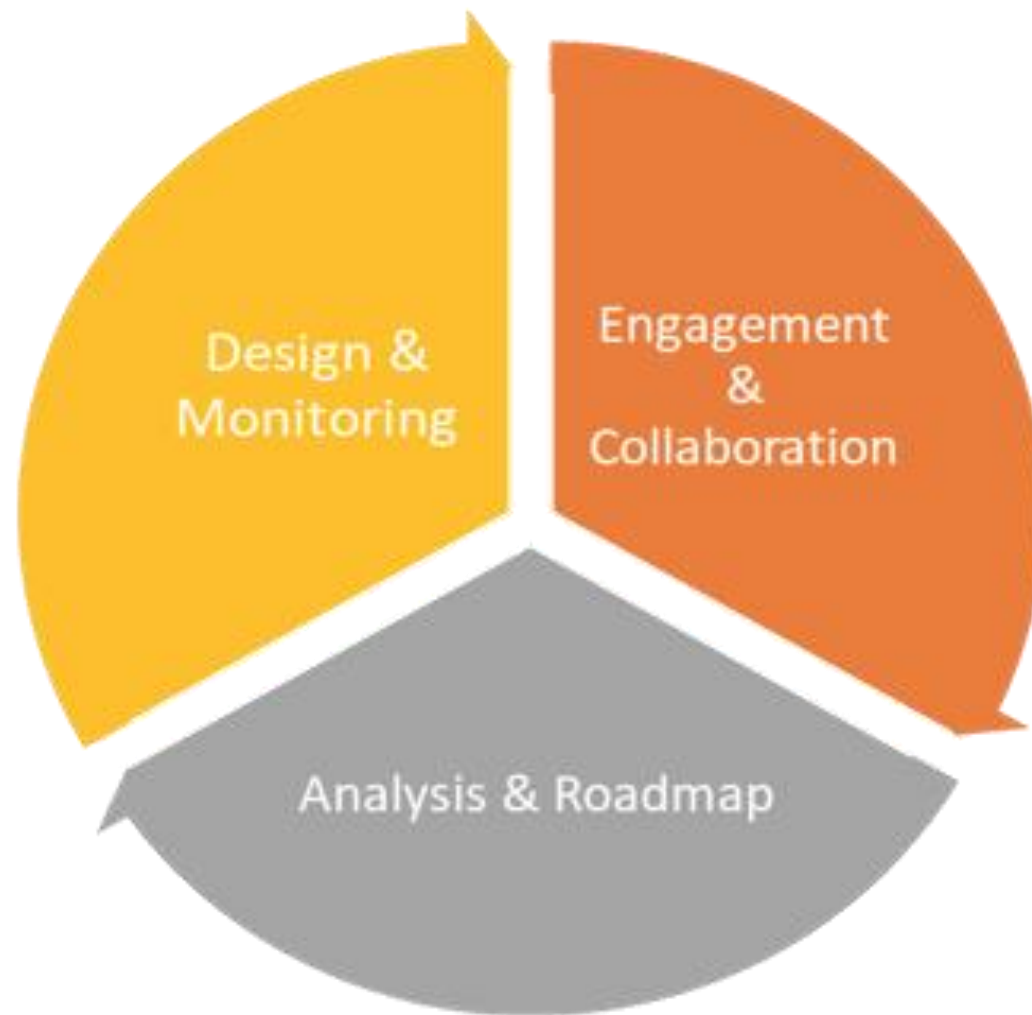 Design &
Monitoring
Engagement
&
Collaboration
Analysis & Roadmap